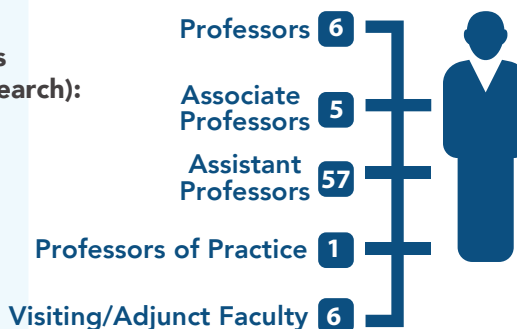 Professors 6
s
earch):
Associate
Professors 5
Assistant
Professors 57
Professors of Practice 1
Visiting/Adjunct Faculty 6